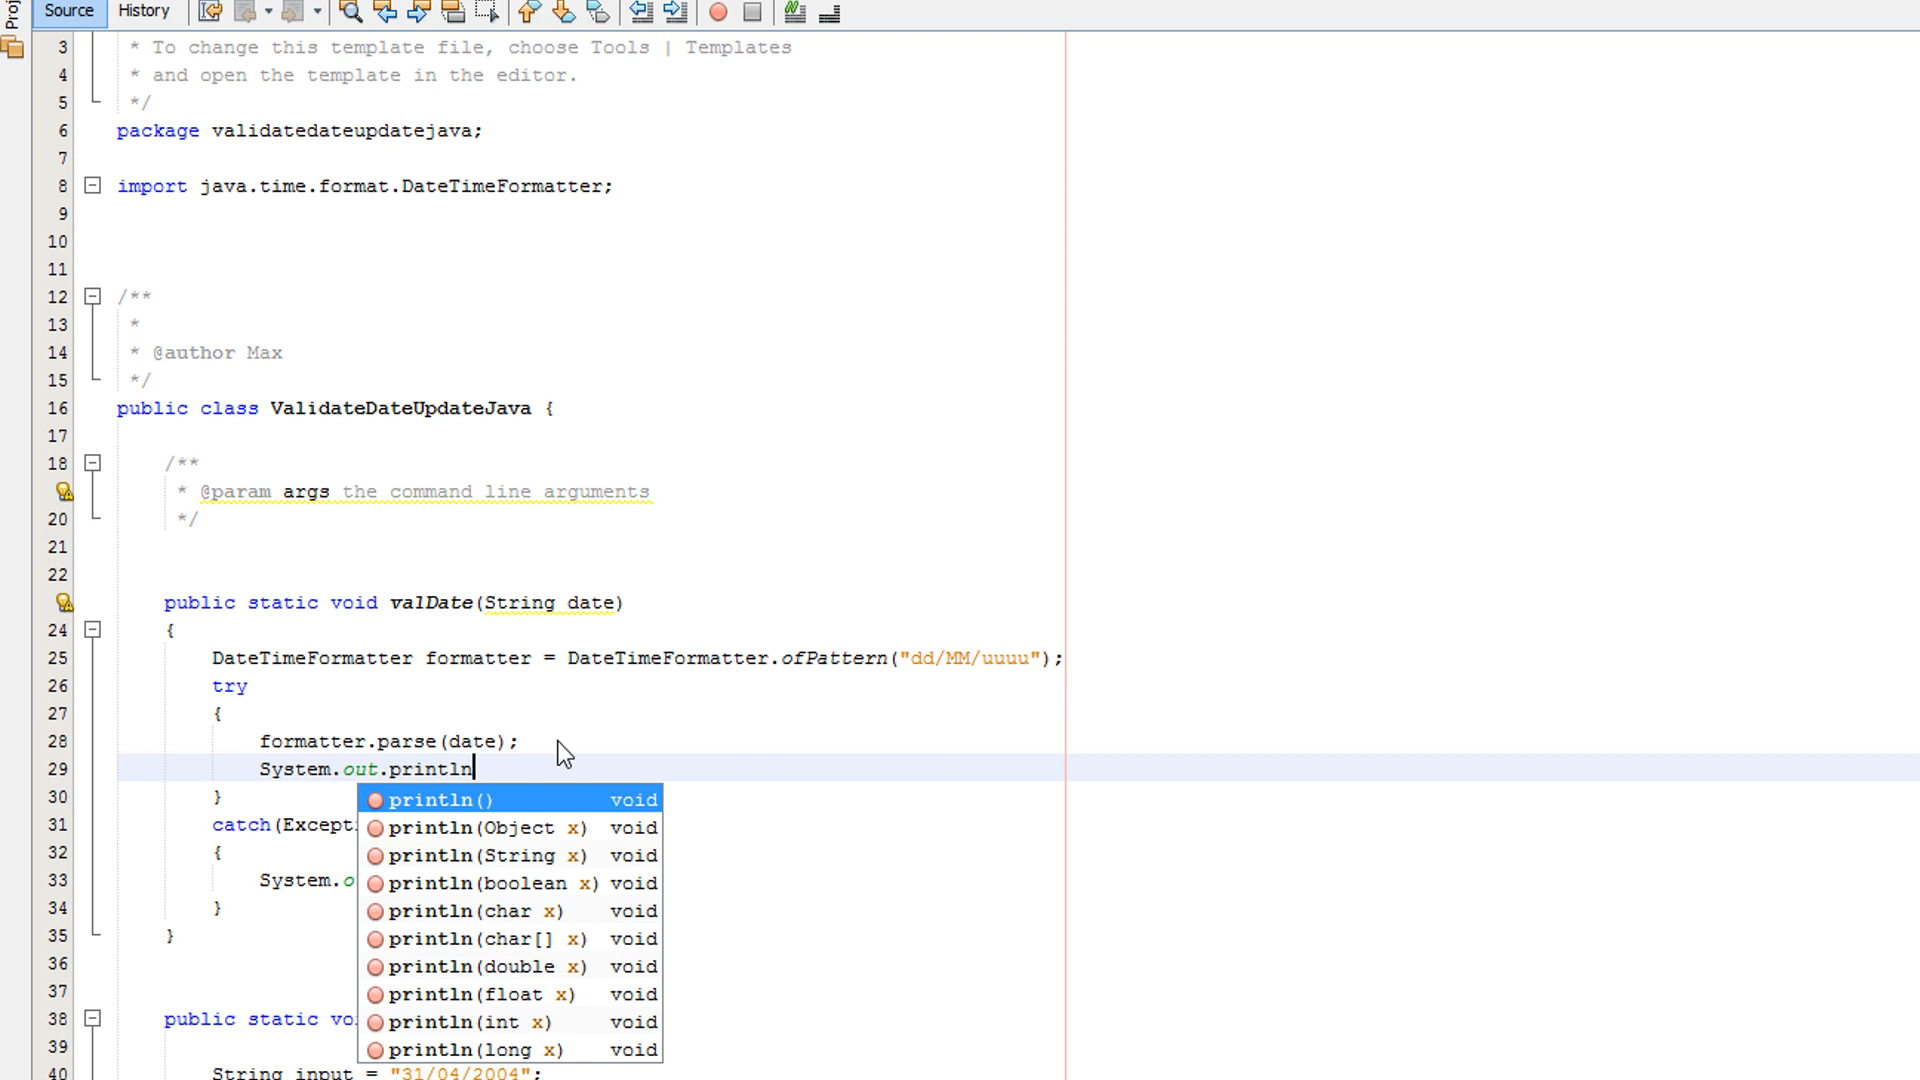 Proj
Source History
3 * To change this template file, choose Tools | Templates
4 * and open the template in the editor.
5 */
6 package validatedateupdatejava;
7
8 import java.time.format.DateTimeFormatter;
9
10
11
12 /**
13 *
14 * @author Max
15 */
16 public class ValidateDateUpdateJava {
17
18 /**
* @param args the command line arguments
20 */
21
22
public static void valDate(String date)
24 {
25 DateTimeFormatter formatter = DateTimeFormatter.ofPattern("dd/MM/uuuu");
26 try
27 {
28 formatter.parse(date);
29 System.out.println
30 }
println() void
println(Object x) void
println(String x) void
println(boolean x) void
println(char x) void
println(char[] x) void
println(double x) void
println(float x) void
println(int x) void
println(long x) void
31 catch(Excepti
32 {
33 System.o
34 }
35 }
36
37
38 public static vo
39
40 String input = "31/04/2004";